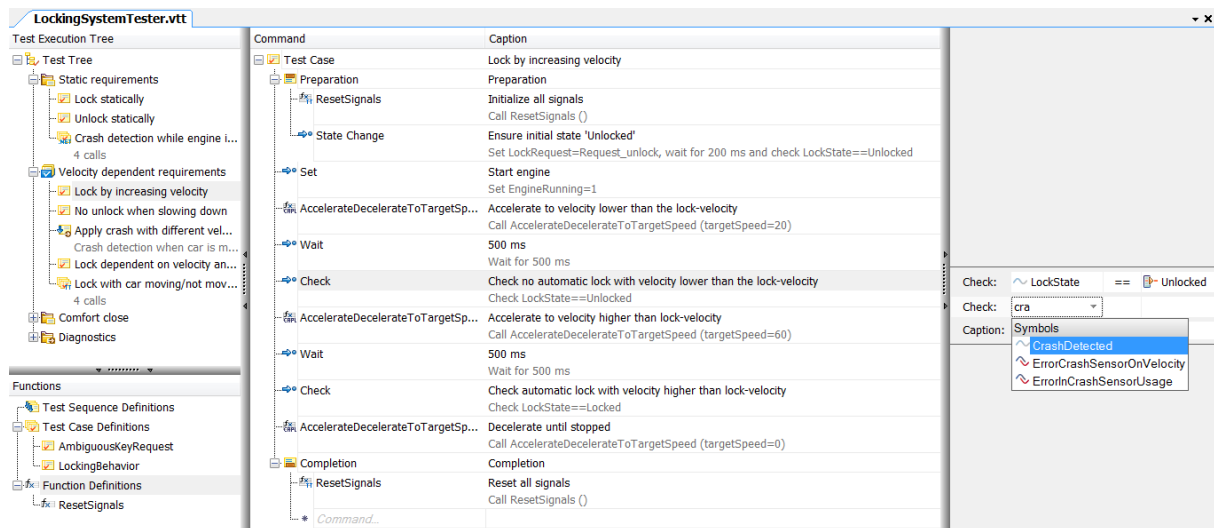 LockingSystemTester.vtt
Test Execution Tree
Test Tree
Static requirements
Lock statically
Unlock statically
Crash detection while engine i...
4 calls
Velocity dependent requirements
Lock by increasing velocity
No unlock when slowing down
Apply crash with different vel...
Crash detection when car is m...
Lock dependent on velocity an...
Lock with car moving/not mov...
4 calls
Comfort close
Diagnostics
Functions
Test Sequence Definitions
Test Case Definitions
AmbiguousKeyRequest
LockingBehavior
Function Definitions
ResetSignals
Command Caption
Test Case Lock by increasing velocity
Preparation Preparation
ResetSignals Initialize all signals
Call ResetSignals ()
State Change Ensure initial state 'Unlocked'
Set LockRequest=Request_unlock, wait for 200 ms and check LockState==Unlocked
Set Start engine
Set EngineRunning=1
AccelerateDecelerateToTargetSp... Accelerate to velocity lower than the lock-velocity
Call AccelerateDecelerateToTargetSpeed (targetSpeed=20)
Wait 500 ms
Wait for 500 ms
Check Check no automatic lock with velocity lower than the lock-velocity
Check LockState==Unlocked
AccelerateDecelerateToTargetSp... Accelerate to velocity higher than lock-velocity
Call AccelerateDecelerateToTargetSpeed (targetSpeed=60)
Wait 500 ms
Wait for 500 ms
Check Check automatic lock with velocity higher than lock-velocity
Check LockState==Locked
AccelerateDecelerateToTargetSp... Decelerate until stopped
Call AccelerateDecelerateToTargetSpeed (targetSpeed=0)
Completion Completion
ResetSignals Reset all signals
Call ResetSignals ()
* Command...
Check: LockState == Unlocked
Check: cra
Caption: Symbols
CrashDetected
ErrorCrashSensorOnVelocity
ErrorInCrashSensorUsage